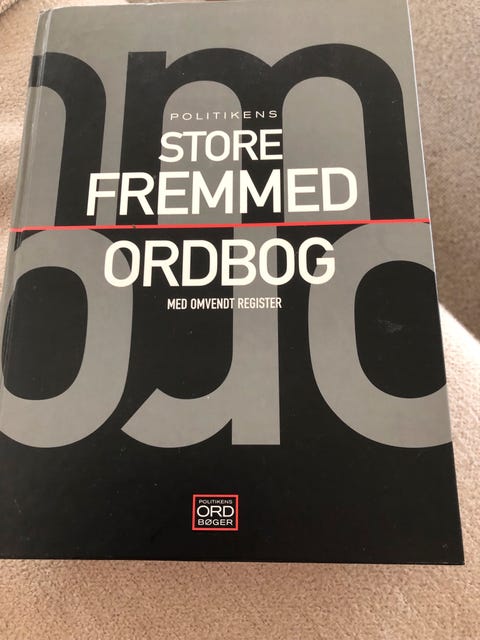 POLITIKENS
STORE
FREMMED
ORDBOG
MED OMVENDT REGISTER
POLITIKENS
ORD
BØGER